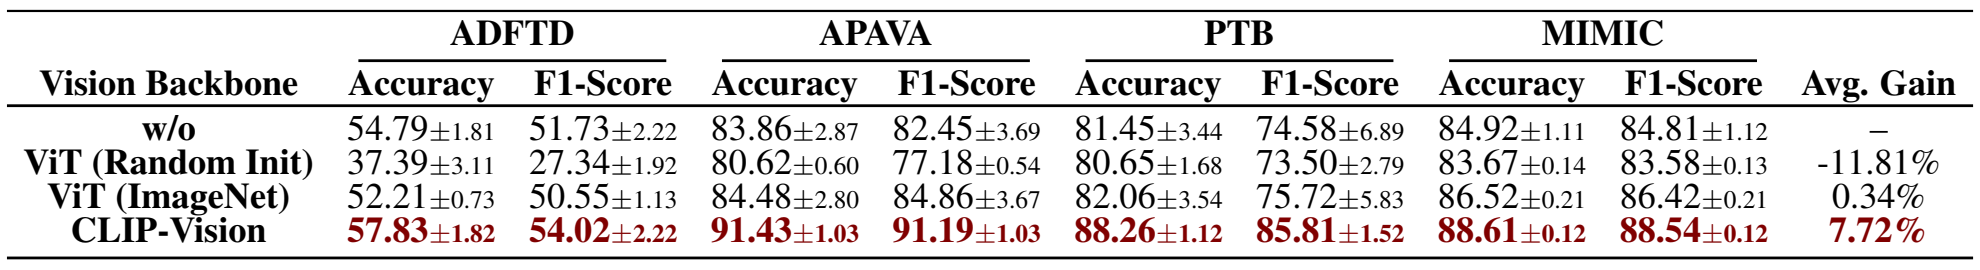 ADFTD APAVA PTB MIMIC
Vision Backbone Accuracy F1-Score Accuracy F1-Score Accuracy F1-Score Accuracy F1-Score Avg. Gain
w/o 54.79±1.81 51.73±2.22 83.86±2.87 82.45±3.69 81.45±3.44 74.58±6.89 84.92±1.11 84.81±1.12 –
ViT (Random Init) 37.39±3.11 27.34±1.92 80.62±0.60 77.18±0.54 80.65±1.68 73.50±2.79 83.67±0.14 83.58±0.13 -11.81%
ViT (ImageNet) 52.21±0.73 50.55±1.13 84.48±2.80 84.86±3.67 82.06±3.54 75.72±5.83 86.52±0.21 86.42±0.21 0.34%
CLIP-Vision 57.83±1.82 54.02±2.22 91.43±1.03 91.19±1.03 88.26±1.12 85.81±1.52 88.61±0.12 88.54±0.12 7.72%